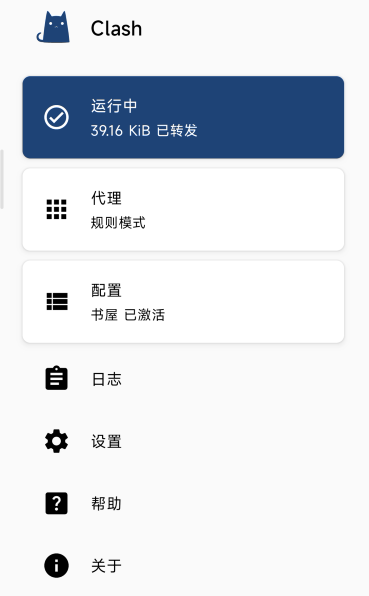 Clash
运行中
39.16 KiB 已转发
代理
规则模式
配置
书屋 已激活
日志
设置
帮助
关于